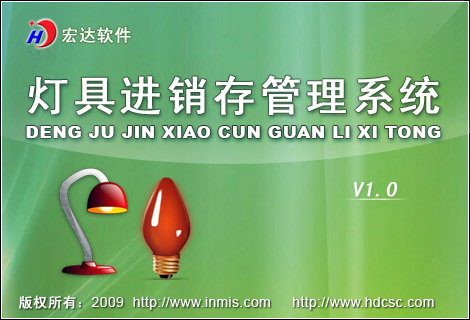 宏达软件
灯具进销存管理系统
DENG JU JIN XIAO CUN GUAN LI XI TONG
V1.0
版权所有：2009 http://www.inmis.com http://www.hdcsc.com